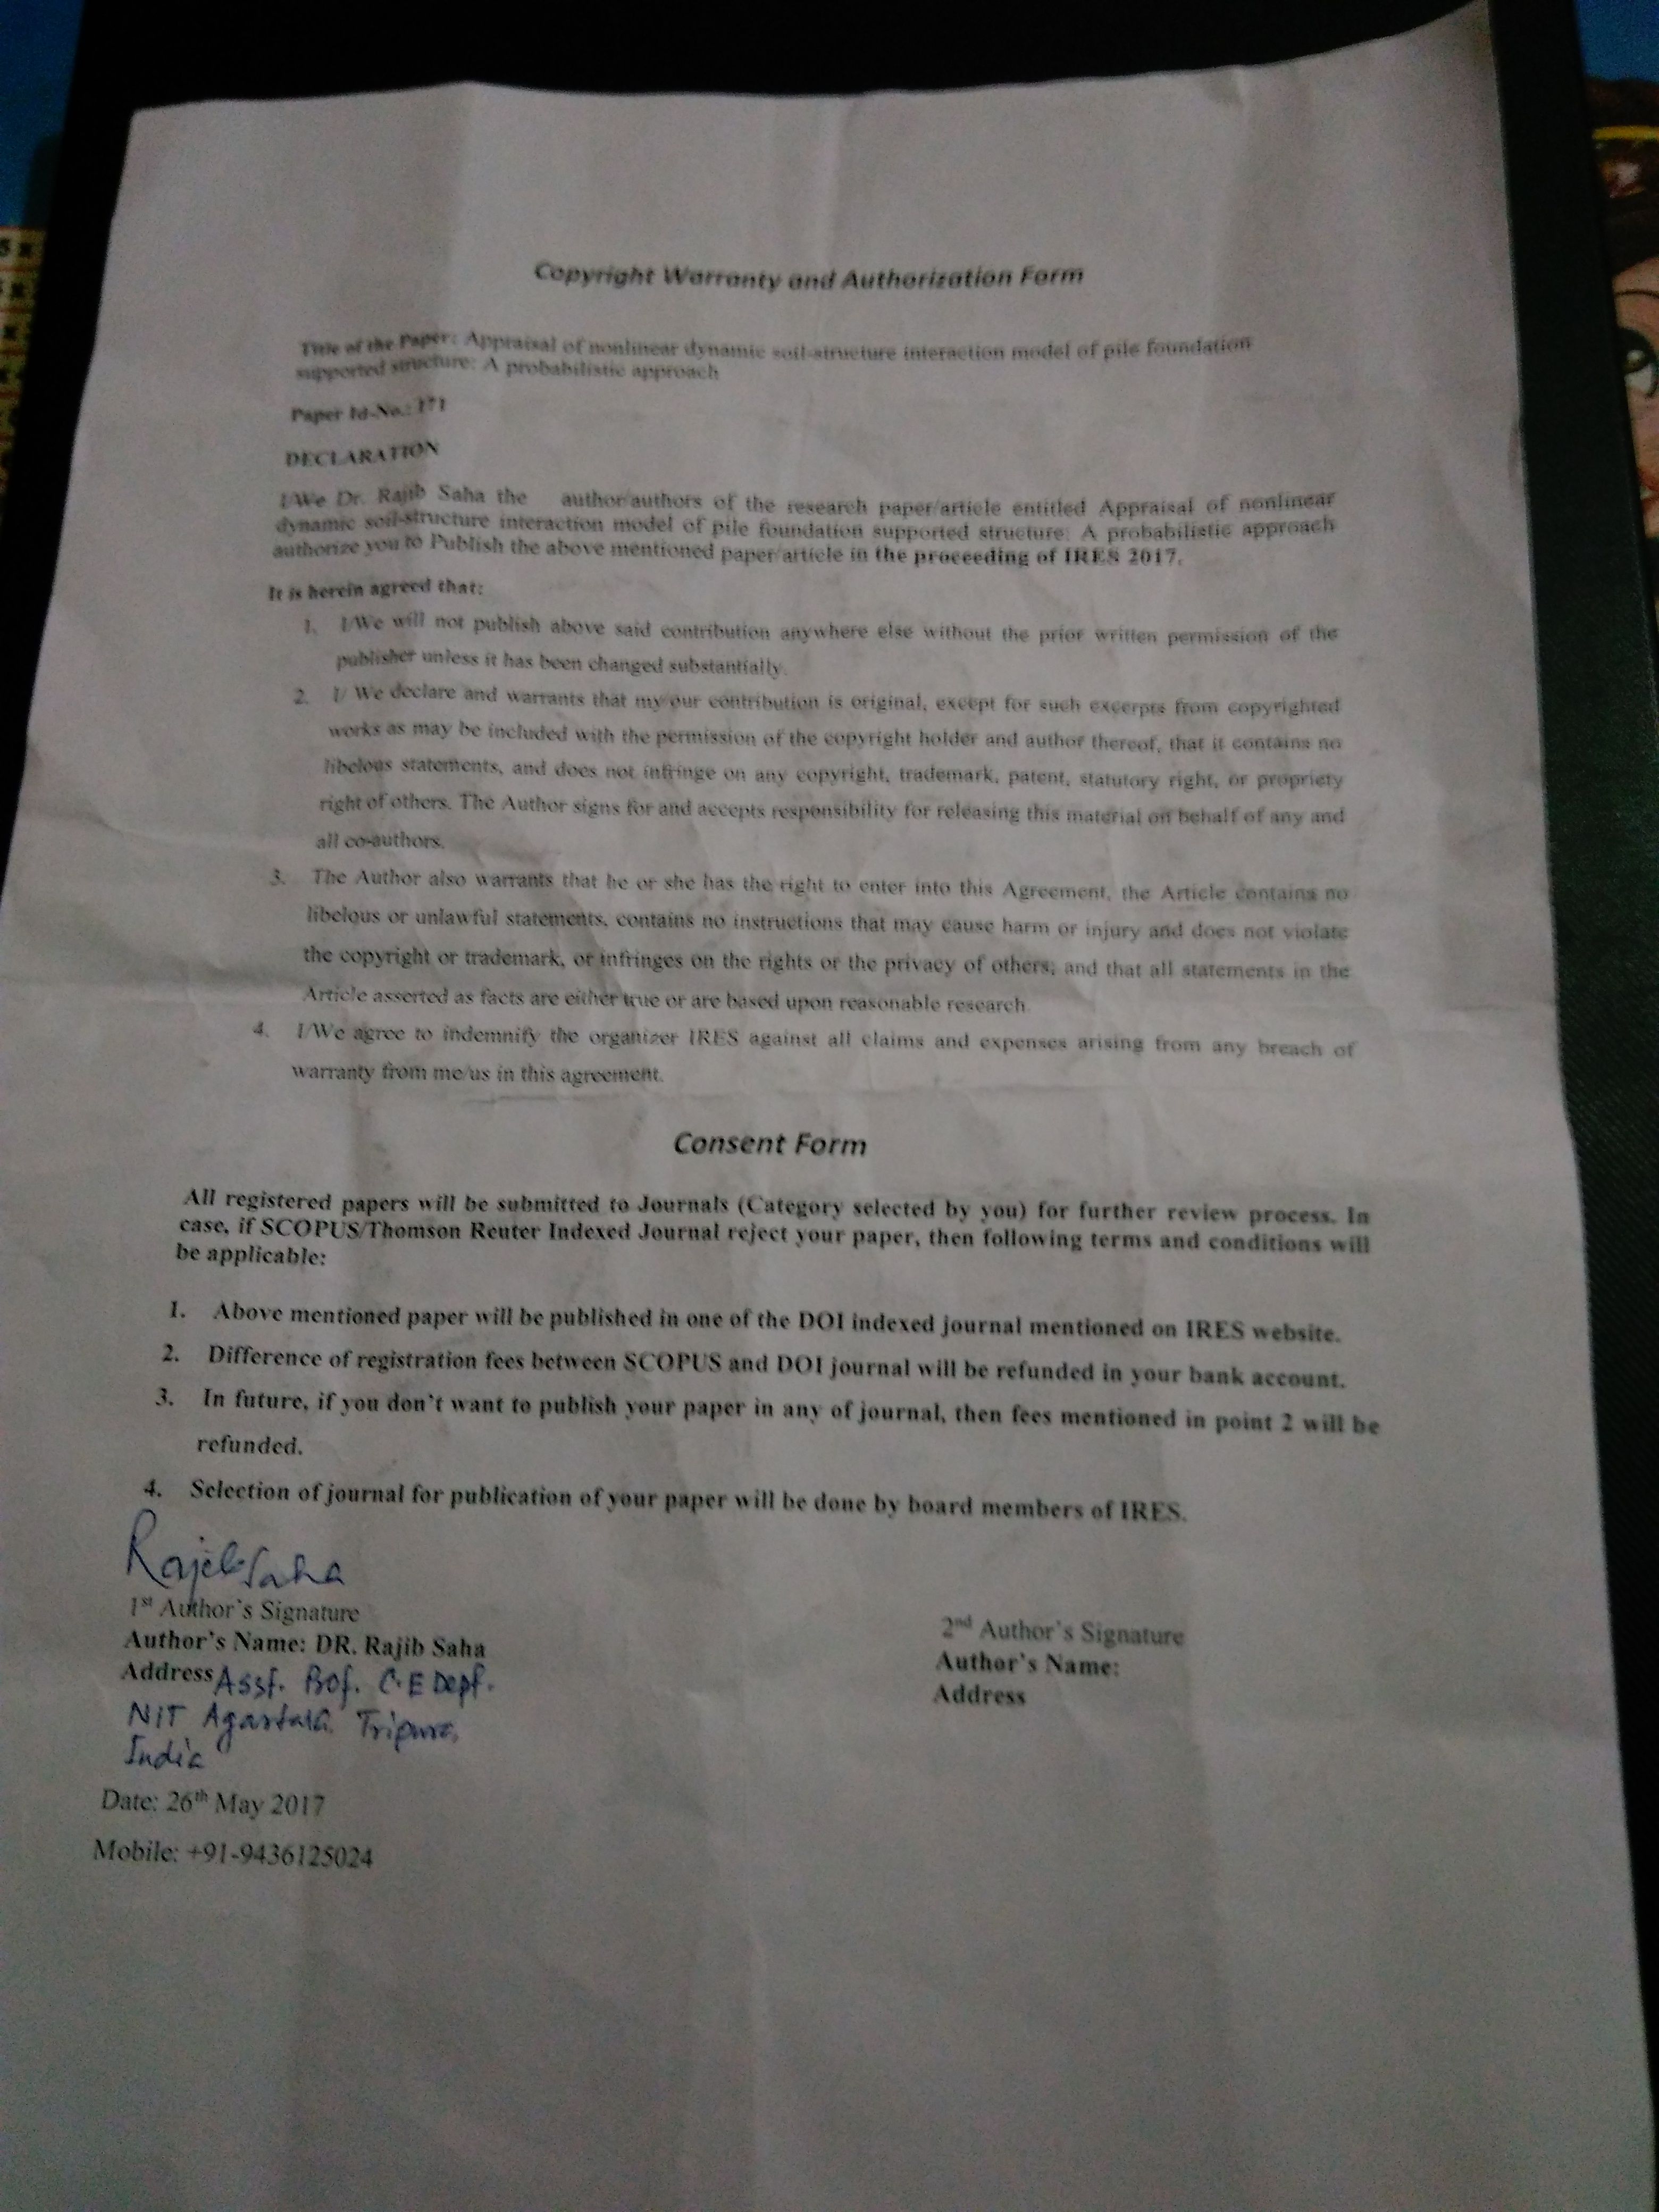 Copyright Warranty and Authorization Form
Title of the Paper: Appraisal of nonlinear dynamic soil-structure interaction model of pile foundation
supported structure: A probabilistic approach
Paper Id-No.: 171
DECLARATION
I/We Dr. Rajib Saha the author/authors of the research paper/article entitled Appraisal of nonlinear
dynamic soil-structure interaction model of pile foundation supported structure: A probabilistic approach
authorize you to Publish the above mentioned paper/article in the proceeding of IRES 2017.
It is herein agreed that:
1. I/We will not publish above said contribution anywhere else without the prior written permission of the
publisher unless it has been changed substantially.
2. I/ We declare and warrants that my/our contribution is original, except for such excerpts from copyrighted
works as may be included with the permission of the copyright holder and author thereof, that it contains no
libelous statements, and does not infringe on any copyright, trademark, patent, statutory right, or propriety
right of others. The Author signs for and accepts responsibility for releasing this material on behalf of any and
all co-authors.
3. The Author also warrants that he or she has the right to enter into this Agreement, the Article contains no
libelous or unlawful statements, contains no instructions that may cause harm or injury and does not violate
the copyright or trademark, or infringes on the rights or the privacy of others; and that all statements in the
Article asserted as facts are either true or are based upon reasonable research.
4. I/We agree to indemnify the organizer IRES against all claims and expenses arising from any breach of
warranty from me/us in this agreement.
Consent Form
All registered papers will be submitted to Journals (Category selected by you) for further review process. In
case, if SCOPUS/Thomson Reuter Indexed Journal reject your paper, then following terms and conditions will
be applicable:
1. Above mentioned paper will be published in one of the DOI indexed journal mentioned on IRES website.
2. Difference of registration fees between SCOPUS and DOI journal will be refunded in your bank account.
3. In future, if you don't want to publish your paper in any of journal, then fees mentioned in point 2 will be
refunded.
4. Selection of journal for publication of your paper will be done by board members of IRES.
Rajib Saha
1st Author's Signature
Author's Name: DR. Rajib Saha
Address Asst. Prof. C.E Dept.
NIT Agartala Tripura,
India
Date: 26th May 2017
Mobile: +91-9436125024
2nd Author's Signature
Author's Name:
Address